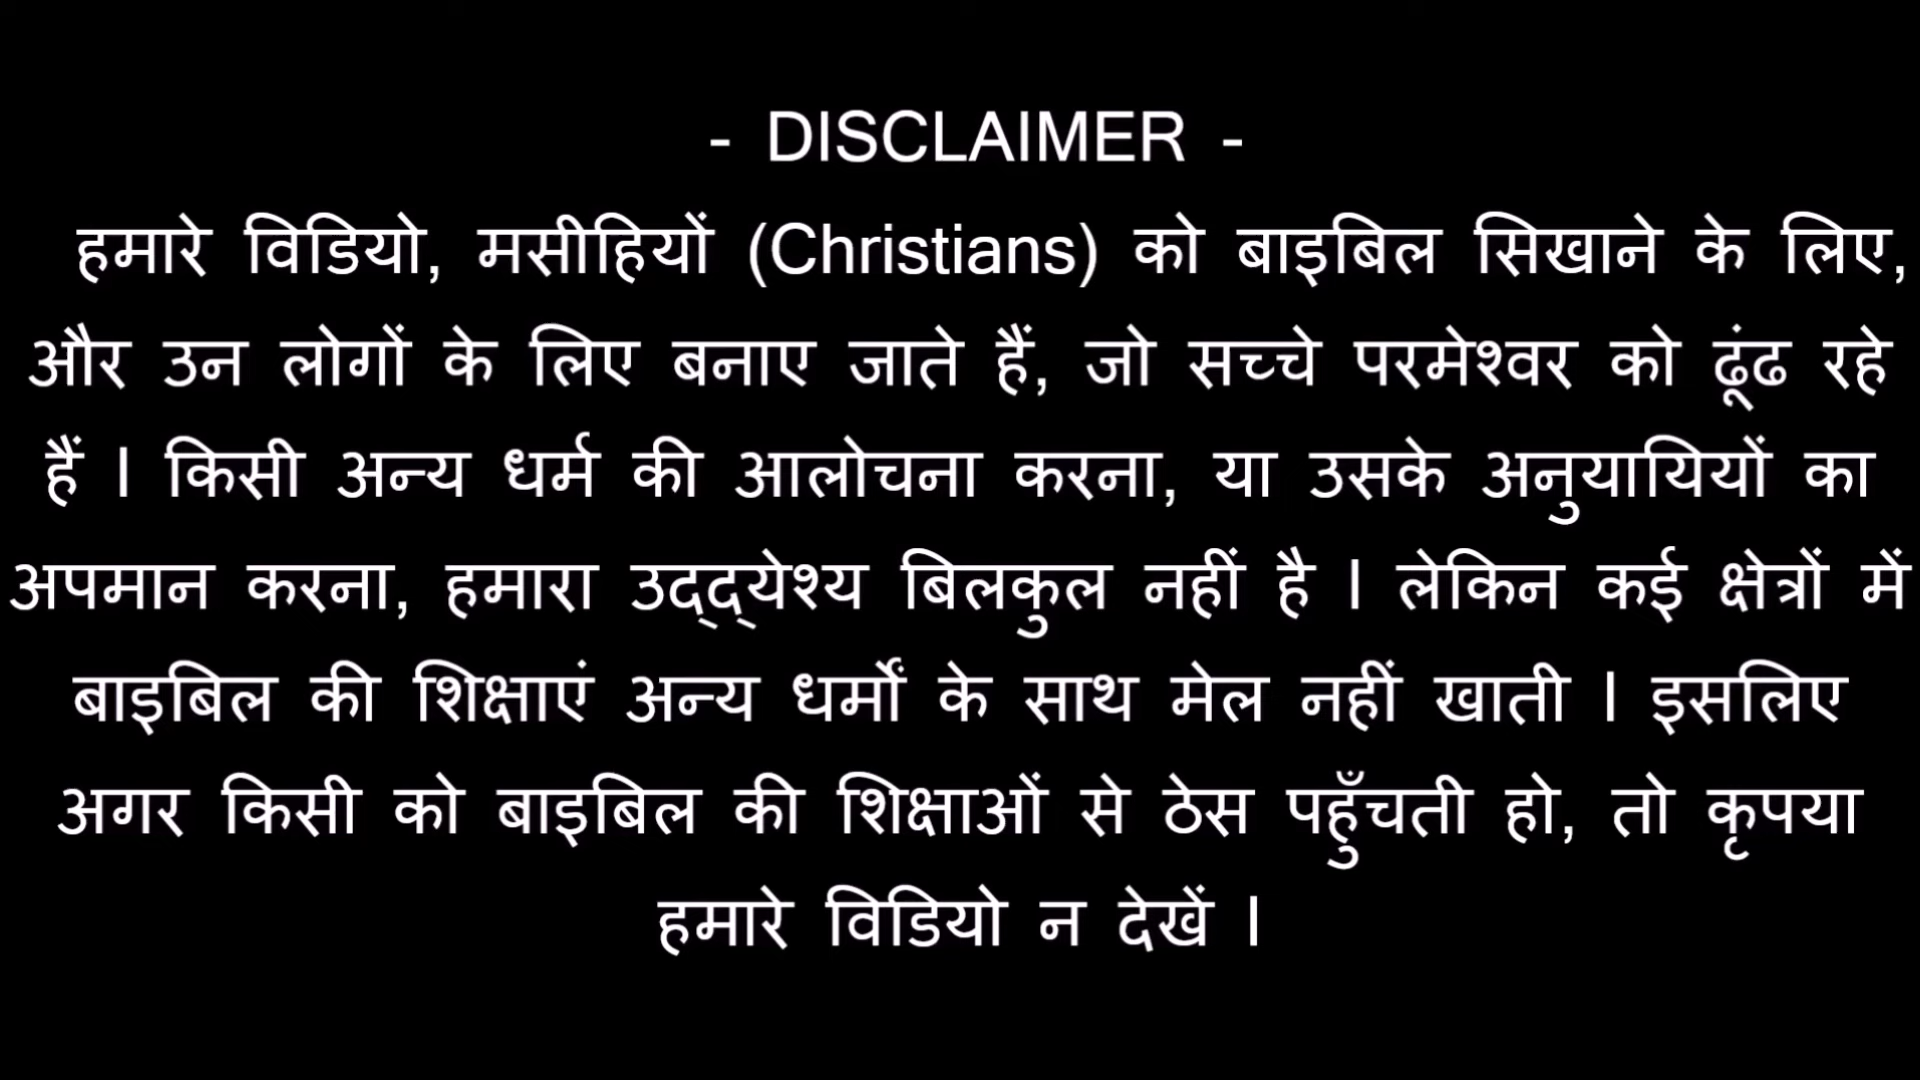 - DISCLAIMER -
हमारे विडियो, मसीहियों (Christians) को बाइबिल सिखाने के लिए,
और उन लोगों के लिए बनाए जाते हैं, जो सच्चे परमेश्वर को ढूंढ रहे
हैं । किसी अन्य धर्म की आलोचना करना, या उसके अनुयायियों का
अपमान करना, हमारा उद्द्येश्य बिलकुल नहीं है । लेकिन कई क्षेत्रों में
बाइबिल की शिक्षाएं अन्य धर्मों के साथ मेल नहीं खाती । इसलिए
अगर किसी को बाइबिल की शिक्षाओं से ठेस पहुँचती हो, तो कृपया
हमारे विडियो न देखें ।